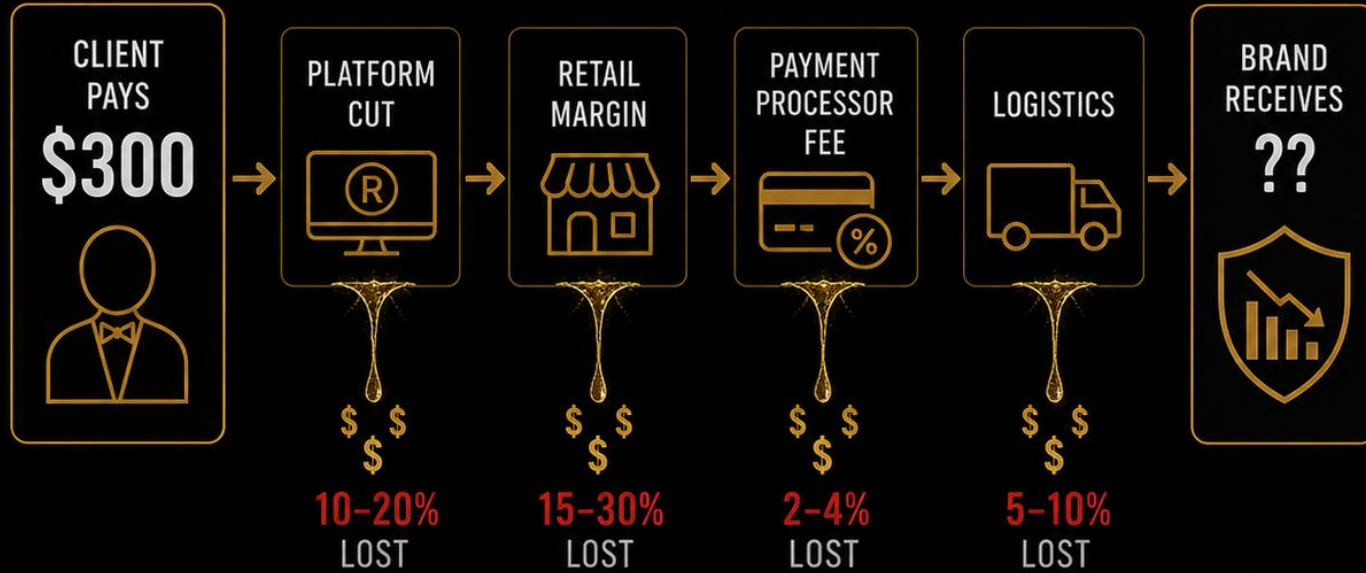 CLIENT
PAYS
$300
PLATFORM
CUT
R
$ $
$
10–20%
LOST
RETAIL
MARGIN
$ $
$
15–30%
LOST
PAYMENT
PROCESSOR
FEE
%
$ $
$
2–4%
LOST
LOGISTICS
$ $
$
5–10%
LOST
BRAND
RECEIVES
??